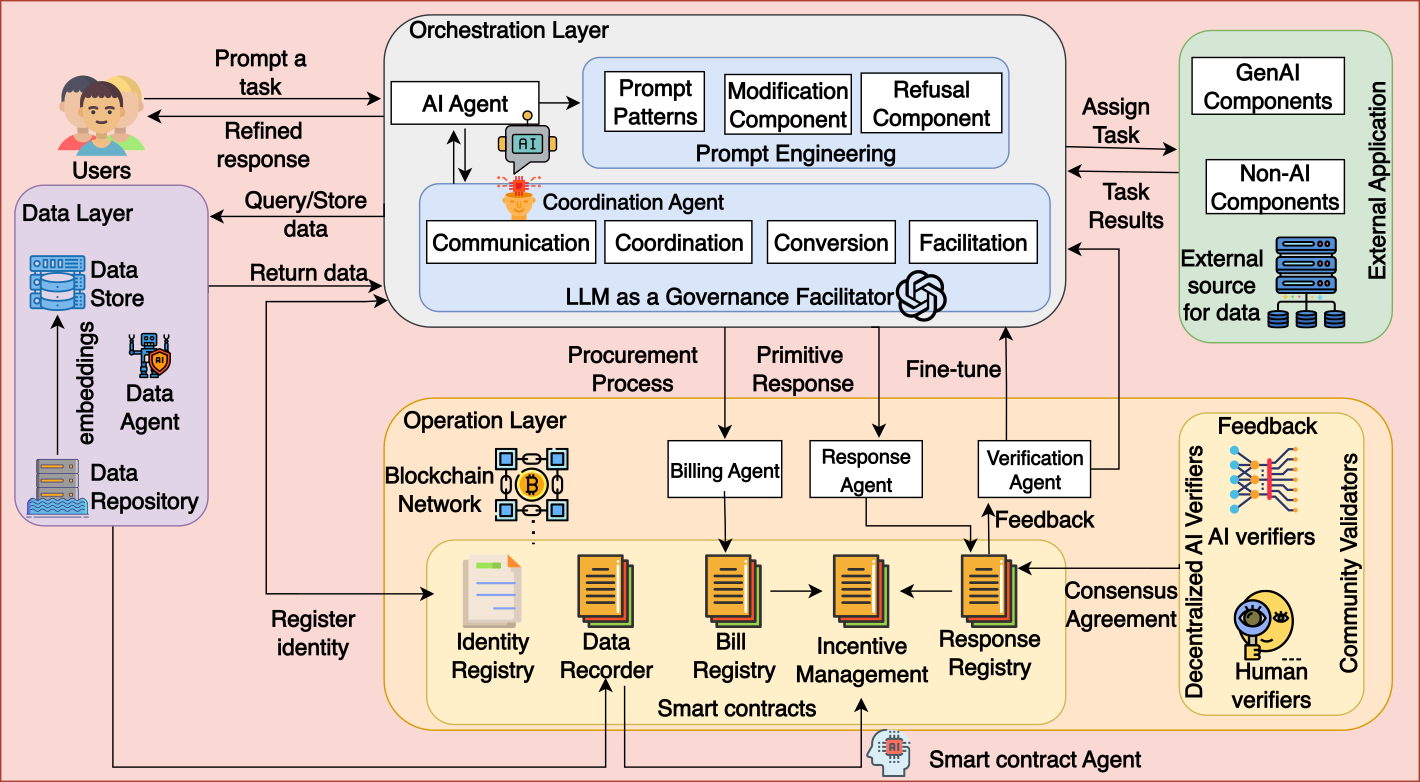 Orchestration Layer
Prompt a
task
Refined
response
Users
AI Agent
AI
Prompt
Patterns
Modification
Component
Refusal
Component
Prompt Engineering
Assign
Task
Task
Results
GenAI
Components
Non-AI
Components
External
source
for data
External Application
Data Layer
Data
Store
embeddings
AI
Data
Agent
Data
Repository
Query/Store
data
Return data
Coordination Agent
Communication
Coordination
Conversion
Facilitation
LLM as a Governance Facilitator
Procurement
Process
Primitive
Response
Fine-tune
Operation Layer
Blockchain
Network
Billing Agent
Response
Agent
Verification
Agent
Feedback
Feedback
AI verifiers
Human
verifiers
Decentralized AI Verifiers
Community Validators
Consensus
Agreement
Register
identity
Identity
Registry
Data
Recorder
Bill
Registry
Incentive
Management
Response
Registry
Smart contracts
AI
Smart contract Agent